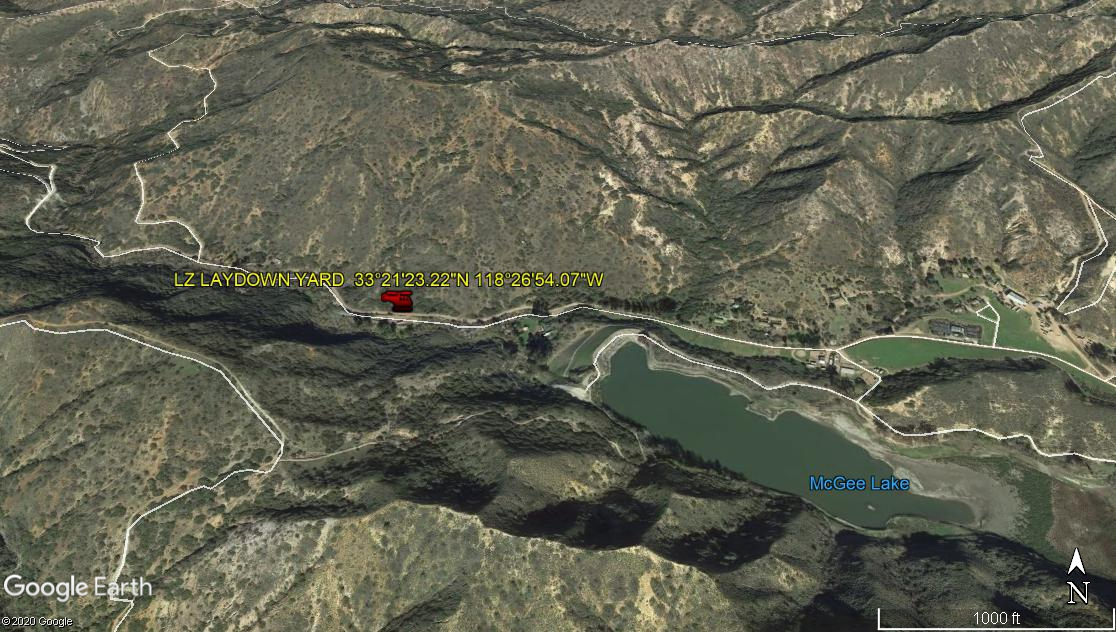 LZ LAYDOWN YARD 33°21'23.22"N 118°26'54.07"W
McGee Lake
N
Google Earth
©2020 Google
1000 ft